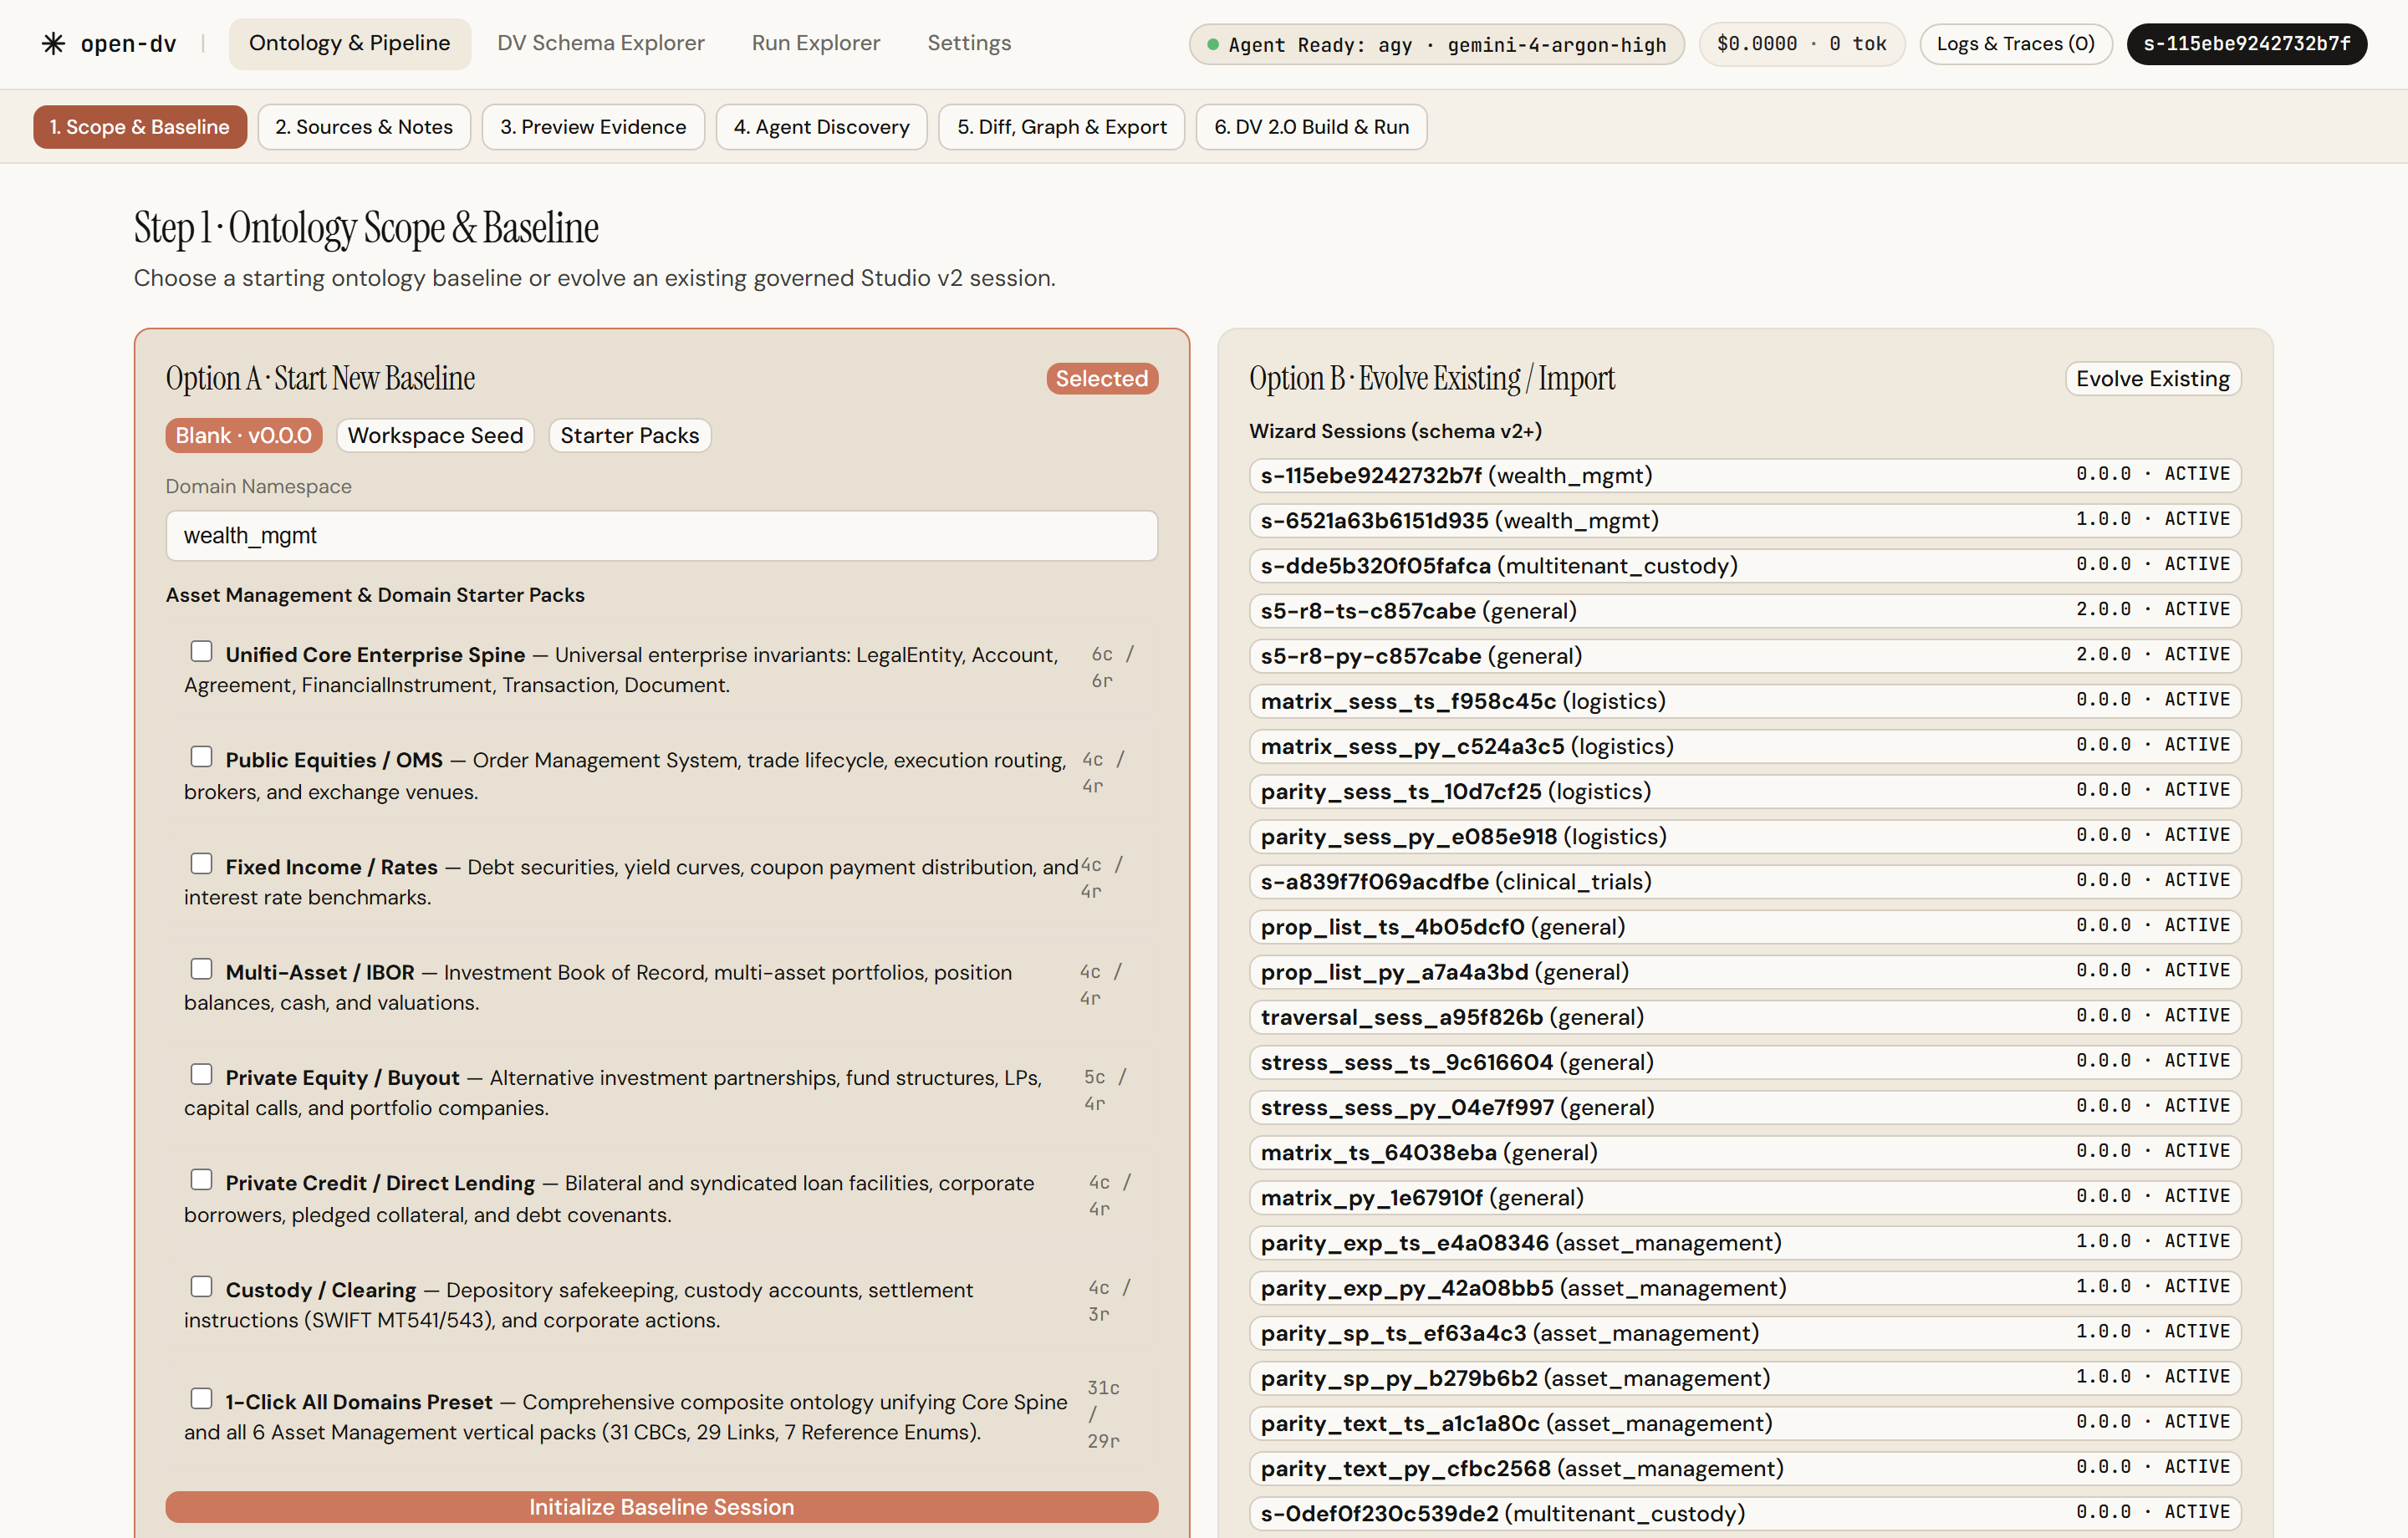 open-dv | Ontology & Pipeline DV Schema Explorer Run Explorer Settings Agent Ready: agy · gemini-4-argon-high $0.0000 · 0 tok Logs & Traces (0) s-115ebe9242732b7f
1. Scope & Baseline 2. Sources & Notes 3. Preview Evidence 4. Agent Discovery 5. Diff, Graph & Export 6. DV 2.0 Build & Run
Step 1 · Ontology Scope & Baseline
Choose a starting ontology baseline or evolve an existing governed Studio v2 session.
Option A · Start New Baseline Selected
Blank · v0.0.0 Workspace Seed Starter Packs
Domain Namespace
wealth_mgmt
Asset Management & Domain Starter Packs
Unified Core Enterprise Spine — Universal enterprise invariants: LegalEntity, Account, 6c /
Agreement, FinancialInstrument, Transaction, Document. 6r
Public Equities / OMS — Order Management System, trade lifecycle, execution routing, 4c /
brokers, and exchange venues. 4r
Fixed Income / Rates — Debt securities, yield curves, coupon payment distribution, and 4c /
interest rate benchmarks. 4r
Multi-Asset / IBOR — Investment Book of Record, multi-asset portfolios, position 4c /
balances, cash, and valuations. 4r
Private Equity / Buyout — Alternative investment partnerships, fund structures, LPs, 5c /
capital calls, and portfolio companies. 4r
Private Credit / Direct Lending — Bilateral and syndicated loan facilities, corporate 4c /
borrowers, pledged collateral, and debt covenants. 4r
Custody / Clearing — Depository safekeeping, custody accounts, settlement 4c /
instructions (SWIFT MT541/543), and corporate actions. 3r
31c
1-Click All Domains Preset — Comprehensive composite ontology unifying Core Spine /
and all 6 Asset Management vertical packs (31 CBCs, 29 Links, 7 Reference Enums). 29r
Initialize Baseline Session
Option B · Evolve Existing / Import Evolve Existing
Wizard Sessions (schema v2+)
s-115ebe9242732b7f (wealth_mgmt) 0.0.0 · ACTIVE
s-6521a63b6151d935 (wealth_mgmt) 1.0.0 · ACTIVE
s-dde5b320f05fafca (multitenant_custody) 0.0.0 · ACTIVE
s5-r8-ts-c857cabe (general) 2.0.0 · ACTIVE
s5-r8-py-c857cabe (general) 2.0.0 · ACTIVE
matrix_sess_ts_f958c45c (logistics) 0.0.0 · ACTIVE
matrix_sess_py_c524a3c5 (logistics) 0.0.0 · ACTIVE
parity_sess_ts_10d7cf25 (logistics) 0.0.0 · ACTIVE
parity_sess_py_e085e918 (logistics) 0.0.0 · ACTIVE
s-a839f7f069acdfbe (clinical_trials) 0.0.0 · ACTIVE
prop_list_ts_4b05dcf0 (general) 0.0.0 · ACTIVE
prop_list_py_a7a4a3bd (general) 0.0.0 · ACTIVE
traversal_sess_a95f826b (general) 0.0.0 · ACTIVE
stress_sess_ts_9c616604 (general) 0.0.0 · ACTIVE
stress_sess_py_04e7f997 (general) 0.0.0 · ACTIVE
matrix_ts_64038eba (general) 0.0.0 · ACTIVE
matrix_py_1e67910f (general) 0.0.0 · ACTIVE
parity_exp_ts_e4a08346 (asset_management) 1.0.0 · ACTIVE
parity_exp_py_42a08bb5 (asset_management) 1.0.0 · ACTIVE
parity_sp_ts_ef63a4c3 (asset_management) 1.0.0 · ACTIVE
parity_sp_py_b279b6b2 (asset_management) 1.0.0 · ACTIVE
parity_text_ts_a1c1a80c (asset_management) 0.0.0 · ACTIVE
parity_text_py_cfbc2568 (asset_management) 0.0.0 · ACTIVE
s-0def0f230c539de2 (multitenant_custody) 0.0.0 · ACTIVE